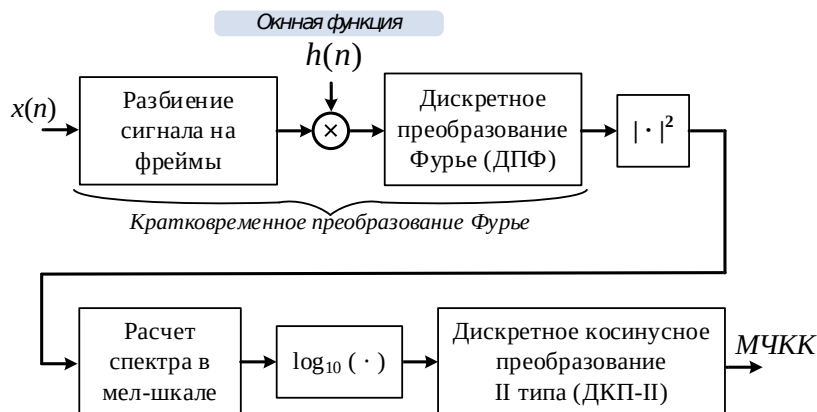 Окнная функция
h(n)
x(n)
Разбиение
сигнала на
фреймы
×
Дискретное
преобразование
Фурье (ДПФ)
| · |²
Кратковременное преобразование Фурье
Расчет
спектра в
мел-шкале
log₁₀ ( · )
Дискретное косинусное
преобразование
II типа (ДКП-II)
МЧКК